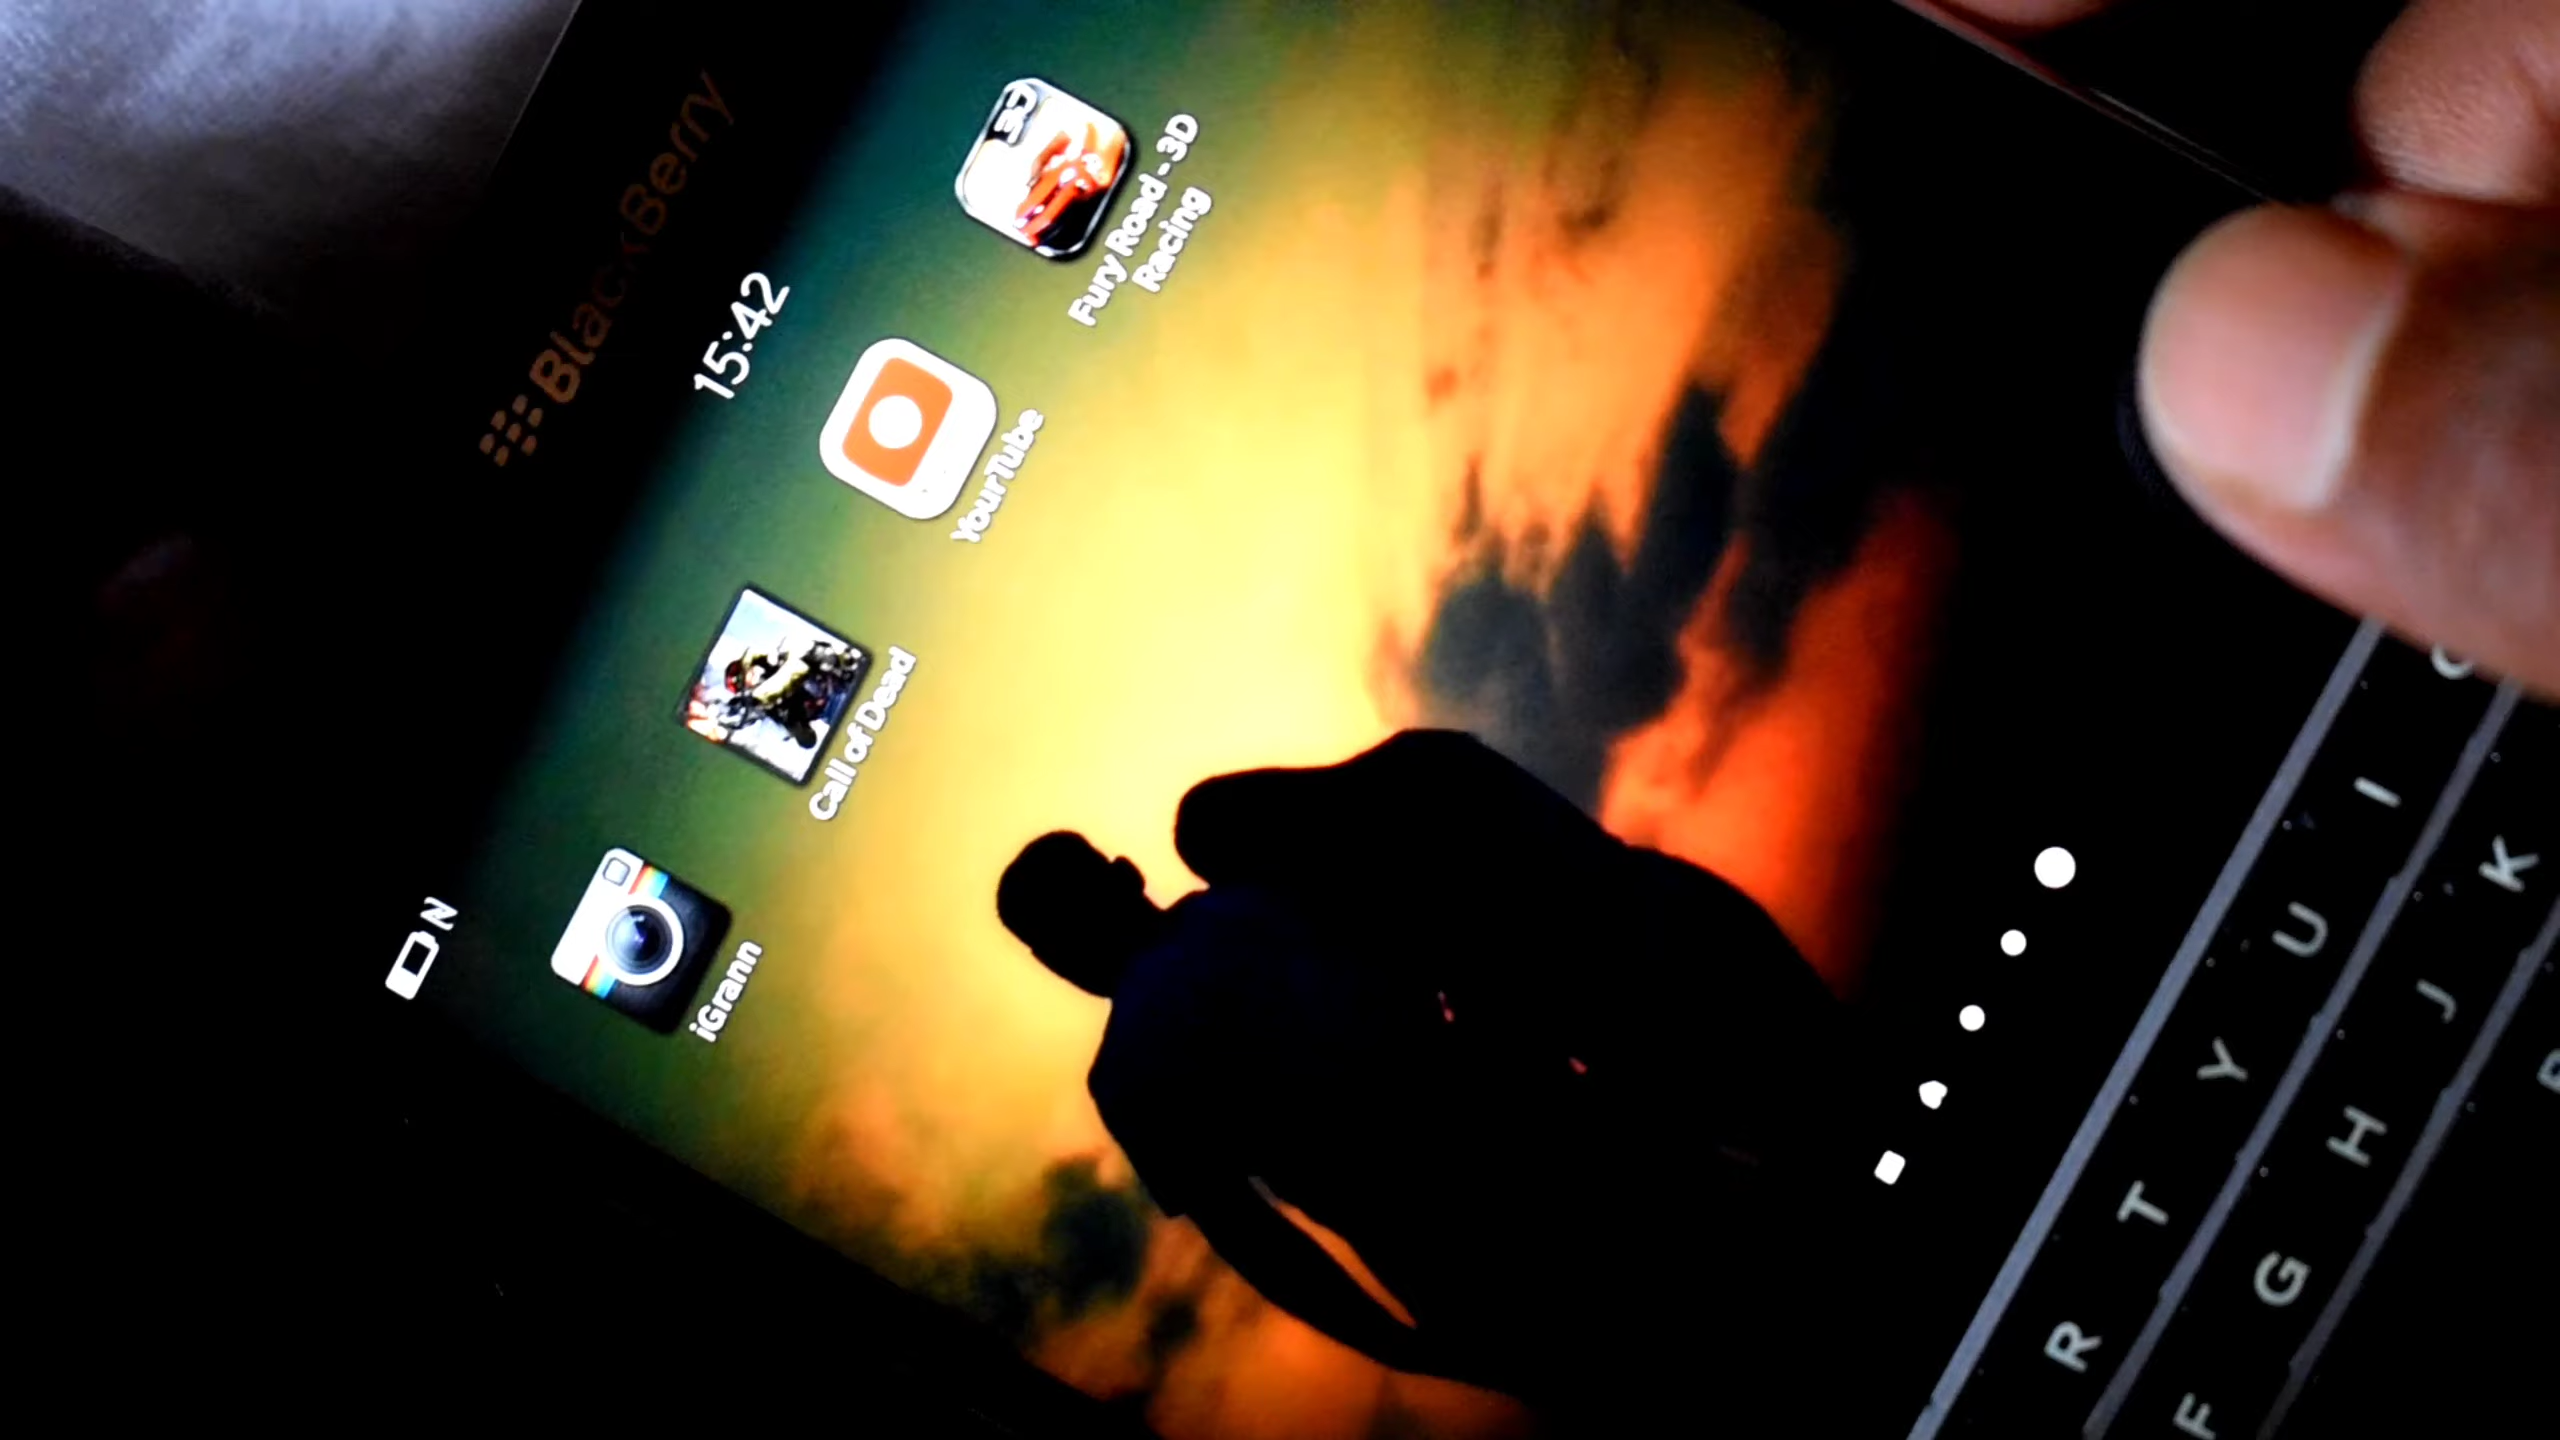 BlackBerry
15:42
iGrann
Call of Dead
YourTube
Fury Road - 3D
Racing
R T Y U I
F G H J K